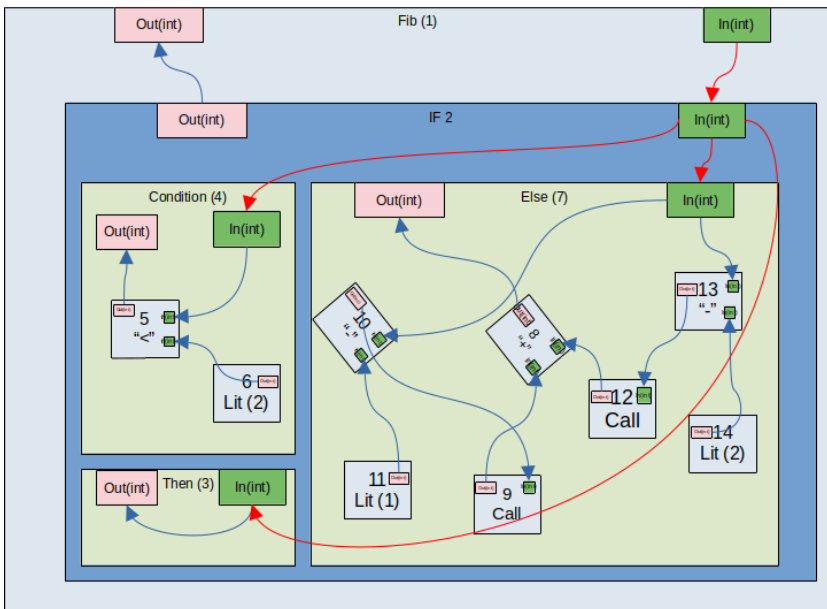 Fib (1)
Out(int)
In(int)
IF 2
Out(int)
In(int)
Condition (4)
Out(int)
In(int)
5
"<"
6
Lit (2)
Then (3)
Out(int)
In(int)
Else (7)
Out(int)
In(int)
10
"-"
8
"+"
13
"-"
12
Call
14
Lit (2)
11
Lit (1)
9
Call